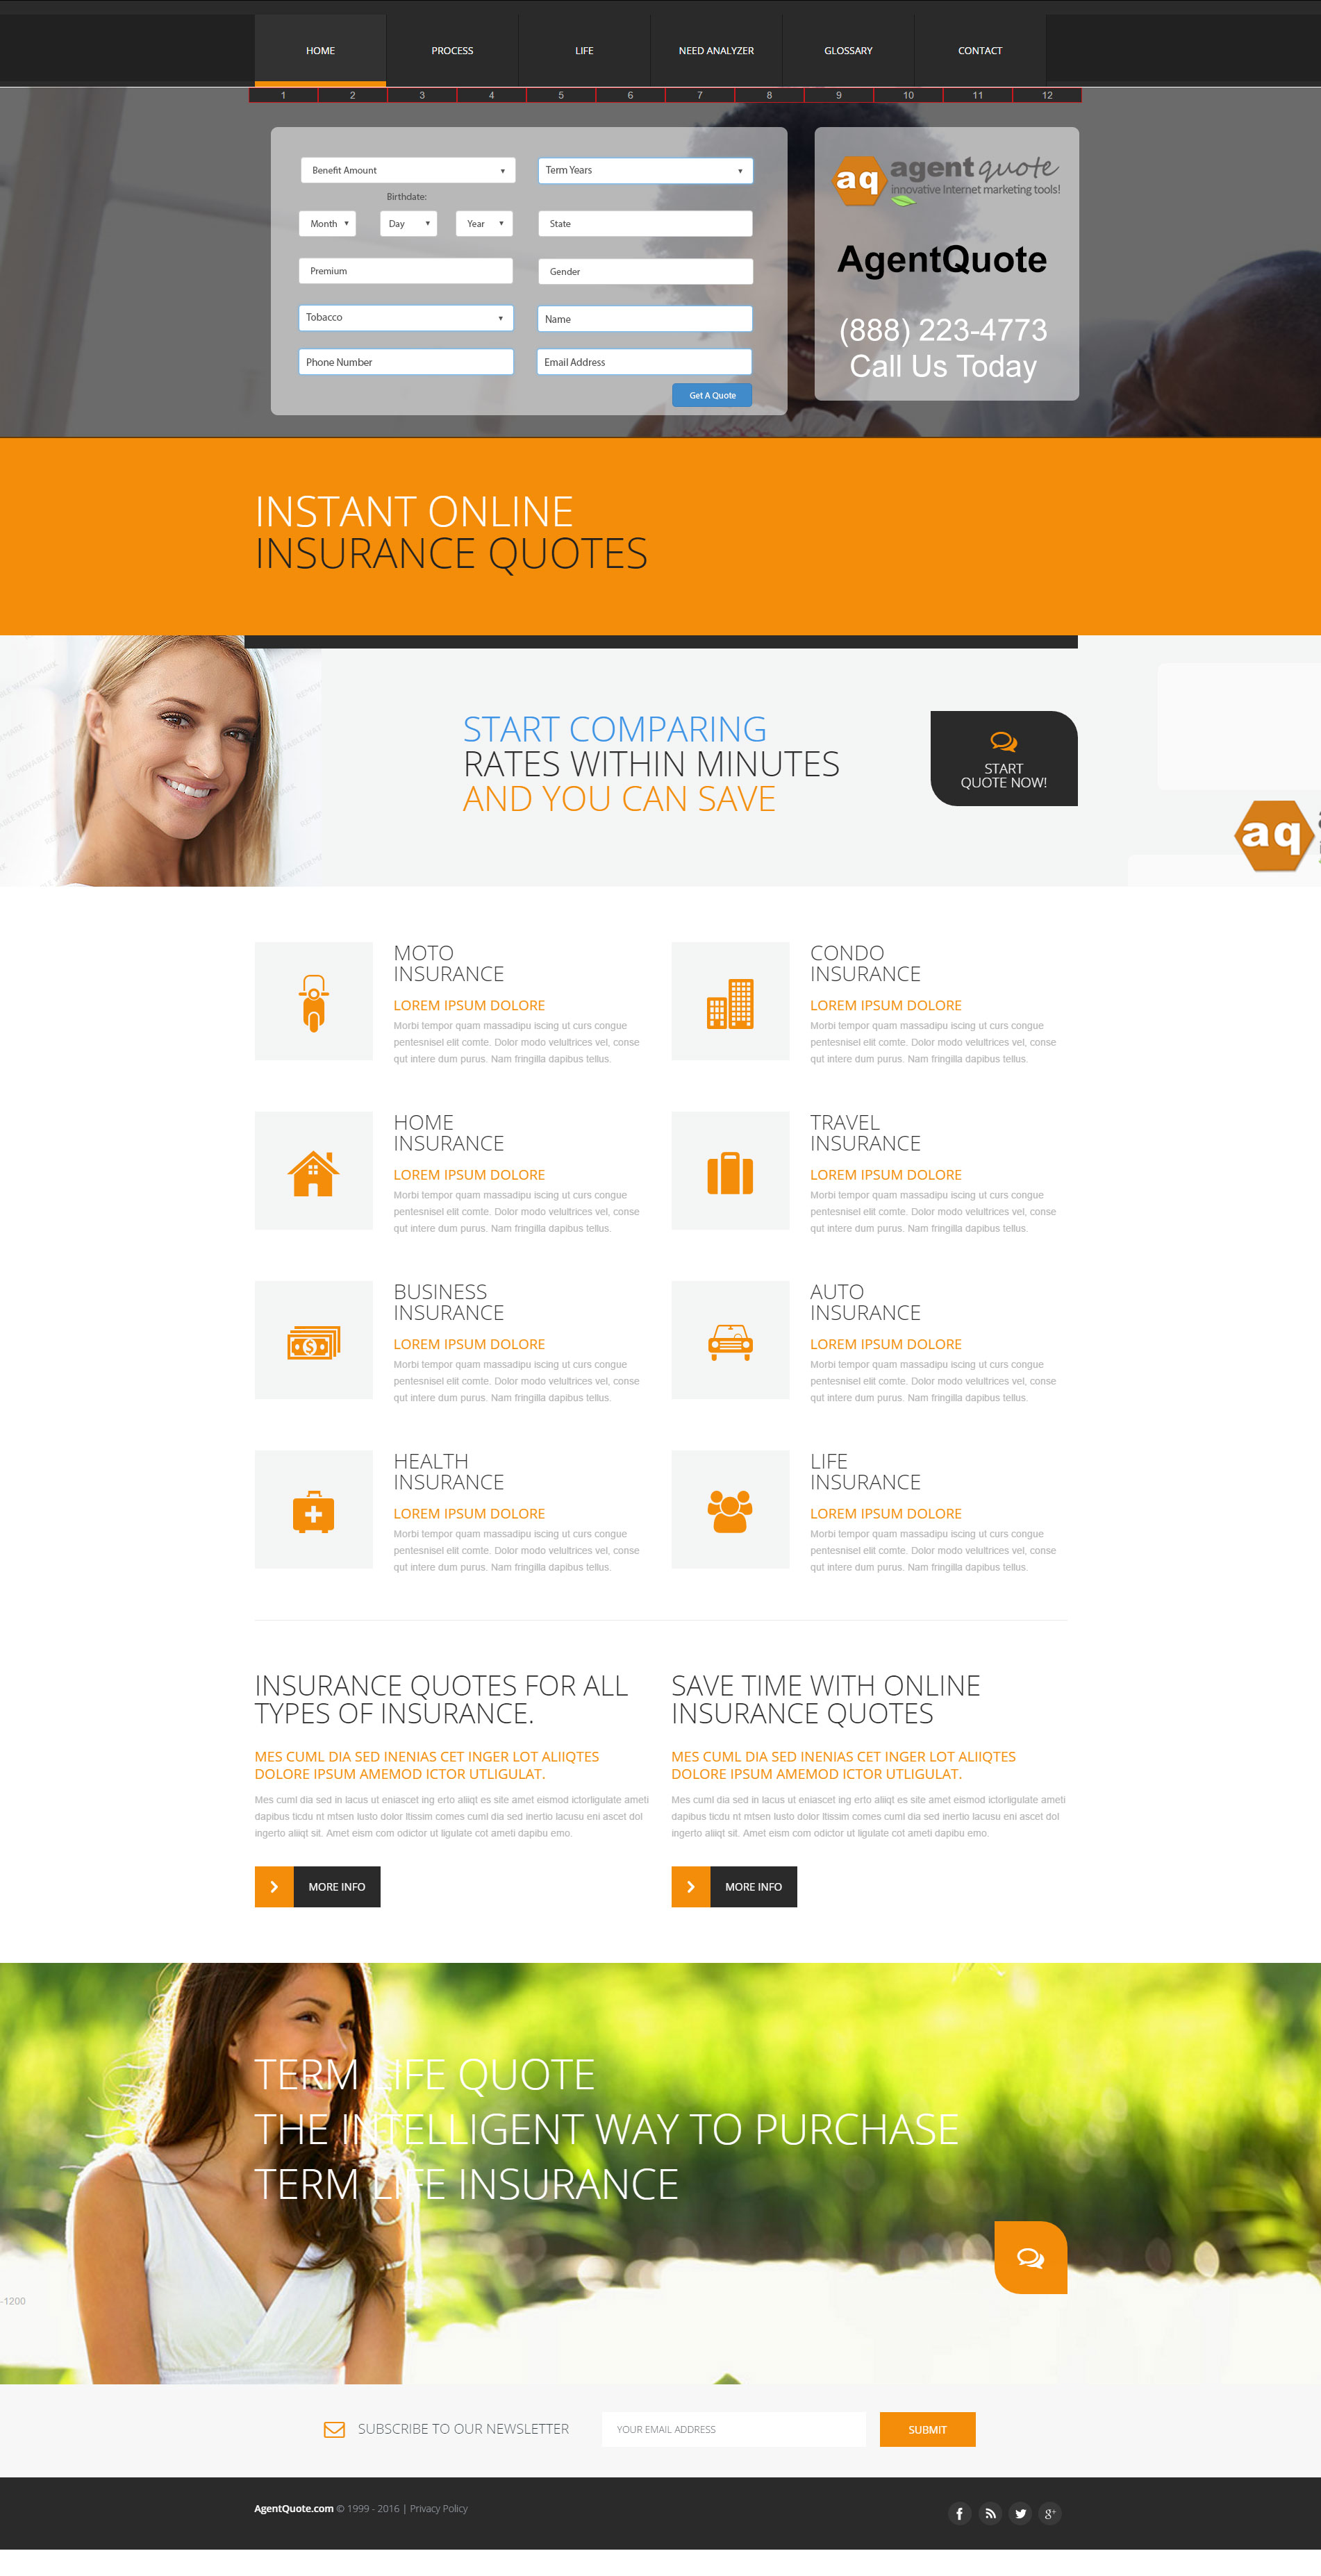 HOME PROCESS LIFE NEED ANALYZER GLOSSARY CONTACT
1 2 3 4 5 6 7 8 9 10 11 12
Benefit Amount
Term Years
Birthdate:
Month
Day
Year
State
Premium
Gender
Tobacco
Name
Phone Number
Email Address
Get A Quote
aq agent quote
innovative Internet marketing tools!
AgentQuote
(888) 223-4773
Call Us Today
INSTANT ONLINE
INSURANCE QUOTES
START COMPARING
RATES WITHIN MINUTES
AND YOU CAN SAVE
START
QUOTE NOW!
aq
MOTO
INSURANCE
LOREM IPSUM DOLORE
Morbi tempor quam massadipu iscing ut curs congue
pentesnisel elit comte. Dolor modo velultrices vel, conse
qut intere dum purus. Nam fringilla dapibus tellus.
CONDO
INSURANCE
LOREM IPSUM DOLORE
Morbi tempor quam massadipu iscing ut curs congue
pentesnisel elit comte. Dolor modo velultrices vel, conse
qut intere dum purus. Nam fringilla dapibus tellus.
HOME
INSURANCE
LOREM IPSUM DOLORE
Morbi tempor quam massadipu iscing ut curs congue
pentesnisel elit comte. Dolor modo velultrices vel, conse
qut intere dum purus. Nam fringilla dapibus tellus.
TRAVEL
INSURANCE
LOREM IPSUM DOLORE
Morbi tempor quam massadipu iscing ut curs congue
pentesnisel elit comte. Dolor modo velultrices vel, conse
qut intere dum purus. Nam fringilla dapibus tellus.
BUSINESS
INSURANCE
LOREM IPSUM DOLORE
Morbi tempor quam massadipu iscing ut curs congue
pentesnisel elit comte. Dolor modo velultrices vel, conse
qut intere dum purus. Nam fringilla dapibus tellus.
AUTO
INSURANCE
LOREM IPSUM DOLORE
Morbi tempor quam massadipu iscing ut curs congue
pentesnisel elit comte. Dolor modo velultrices vel, conse
qut intere dum purus. Nam fringilla dapibus tellus.
HEALTH
INSURANCE
LOREM IPSUM DOLORE
Morbi tempor quam massadipu iscing ut curs congue
pentesnisel elit comte. Dolor modo velultrices vel, conse
qut intere dum purus. Nam fringilla dapibus tellus.
LIFE
INSURANCE
LOREM IPSUM DOLORE
Morbi tempor quam massadipu iscing ut curs congue
pentesnisel elit comte. Dolor modo velultrices vel, conse
qut intere dum purus. Nam fringilla dapibus tellus.
INSURANCE QUOTES FOR ALL
TYPES OF INSURANCE.
MES CUML DIA SED INENIAS CET INGER LOT ALIIQTES
DOLORE IPSUM AMEMOD ICTOR UTLIGULAT.
Mes cuml dia sed in lacus ut eniascet ing erto aliiqt es site amet eismod ictorligulate ameti
dapibus ticdu nt mtsen lusto dolor ltissim comes cuml dia sed inertio lacusu eni ascet dol
ingerto aliiqt sit. Amet eism com odictor ut ligulate cot ameti dapibu emo.
MORE INFO
SAVE TIME WITH ONLINE
INSURANCE QUOTES
MES CUML DIA SED INENIAS CET INGER LOT ALIIQTES
DOLORE IPSUM AMEMOD ICTOR UTLIGULAT.
Mes cuml dia sed in lacus ut eniascet ing erto aliiqt es site amet eismod ictorligulate ameti
dapibus ticdu nt mtsen lusto dolor ltissim comes cuml dia sed inertio lacusu eni ascet dol
ingerto aliiqt sit. Amet eism com odictor ut ligulate cot ameti dapibu emo.
MORE INFO
TERM LIFE QUOTE
THE INTELLIGENT WAY TO PURCHASE
TERM LIFE INSURANCE
-1200
SUBSCRIBE TO OUR NEWSLETTER
YOUR EMAIL ADDRESS
SUBMIT
AgentQuote.com © 1999 - 2016 | Privacy Policy